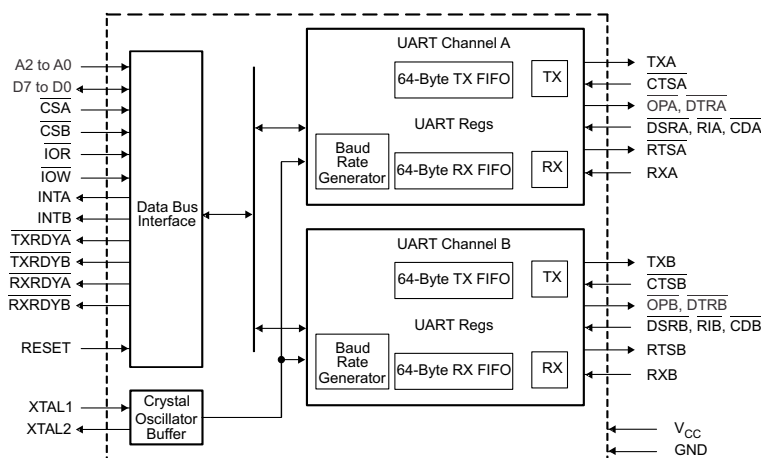 A2 to A0
D7 to D0
CSA
CSB
IOR
IOW
INTA
INTB
TXRDYA
TXRDYB
RXRDYA
RXRDYB
RESET
XTAL1
XTAL2
Data Bus
Interface
Crystal
Oscillator
Buffer
UART Channel A
64-Byte TX FIFO
TX
UART Regs
Baud
Rate
Generator
64-Byte RX FIFO
RX
UART Channel B
64-Byte TX FIFO
TX
UART Regs
Baud
Rate
Generator
64-Byte RX FIFO
RX
TXA
CTSA
OPA, DTRA
DSRA, RIA, CDA
RTSA
RXA
TXB
CTSB
OPB, DTRB
DSRB, RIB, CDB
RTSB
RXB
VCC
GND